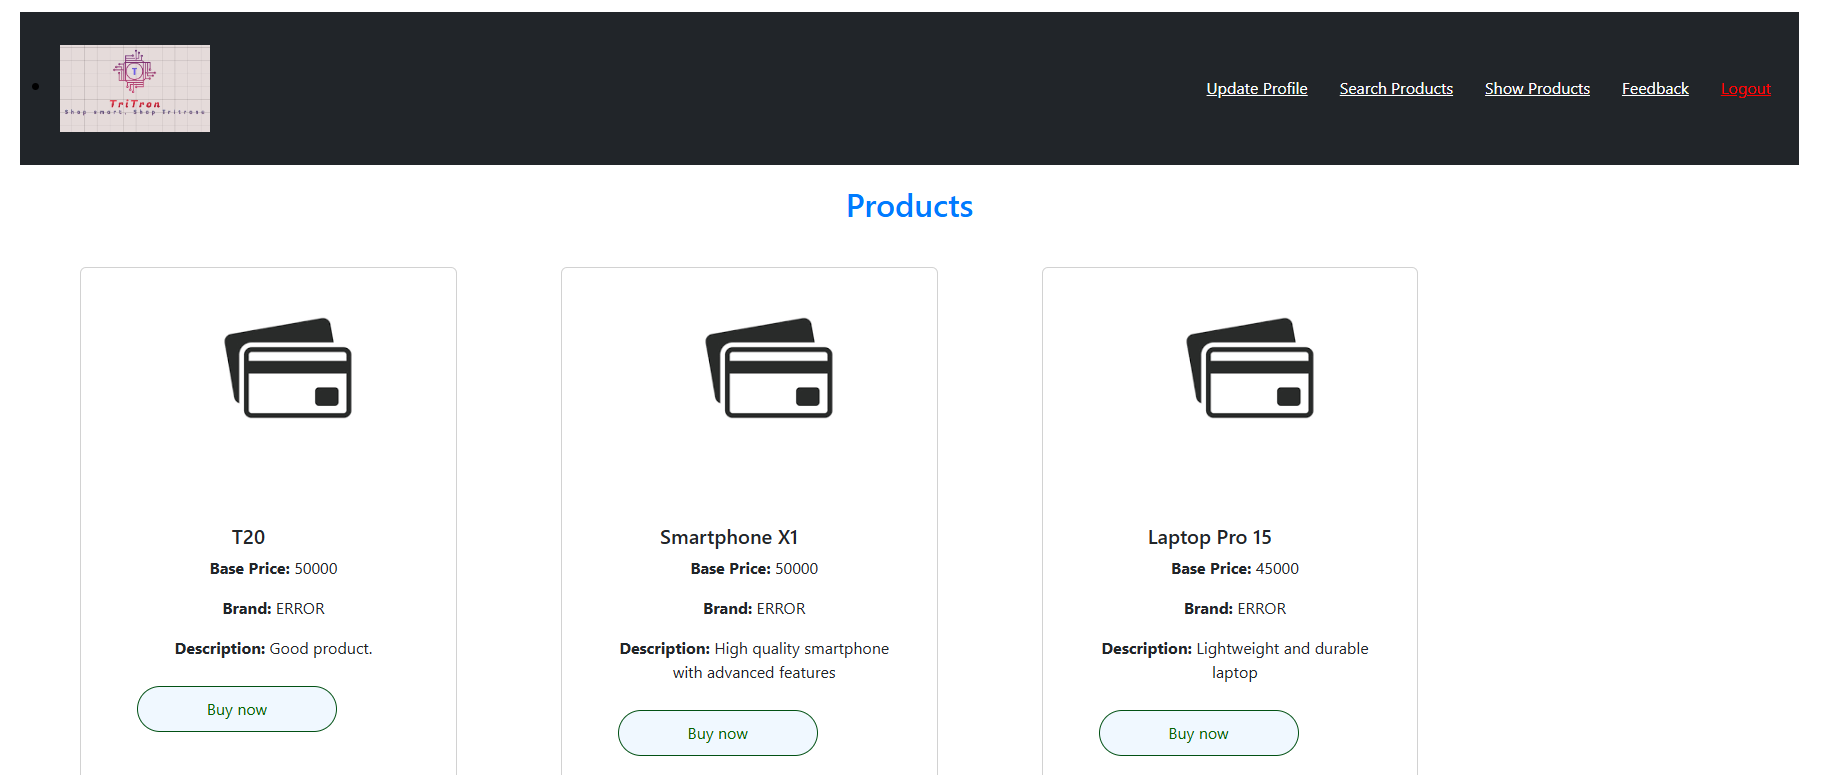 T
TriTron
Shop smart, Shop Tritronu
Update Profile
Search Products
Show Products
Feedback
Logout
Products
T20
Base Price: 50000
Brand: ERROR
Description: Good product.
Buy now
Smartphone X1
Base Price: 50000
Brand: ERROR
Description: High quality smartphone
with advanced features
Buy now
Laptop Pro 15
Base Price: 45000
Brand: ERROR
Description: Lightweight and durable
laptop
Buy now